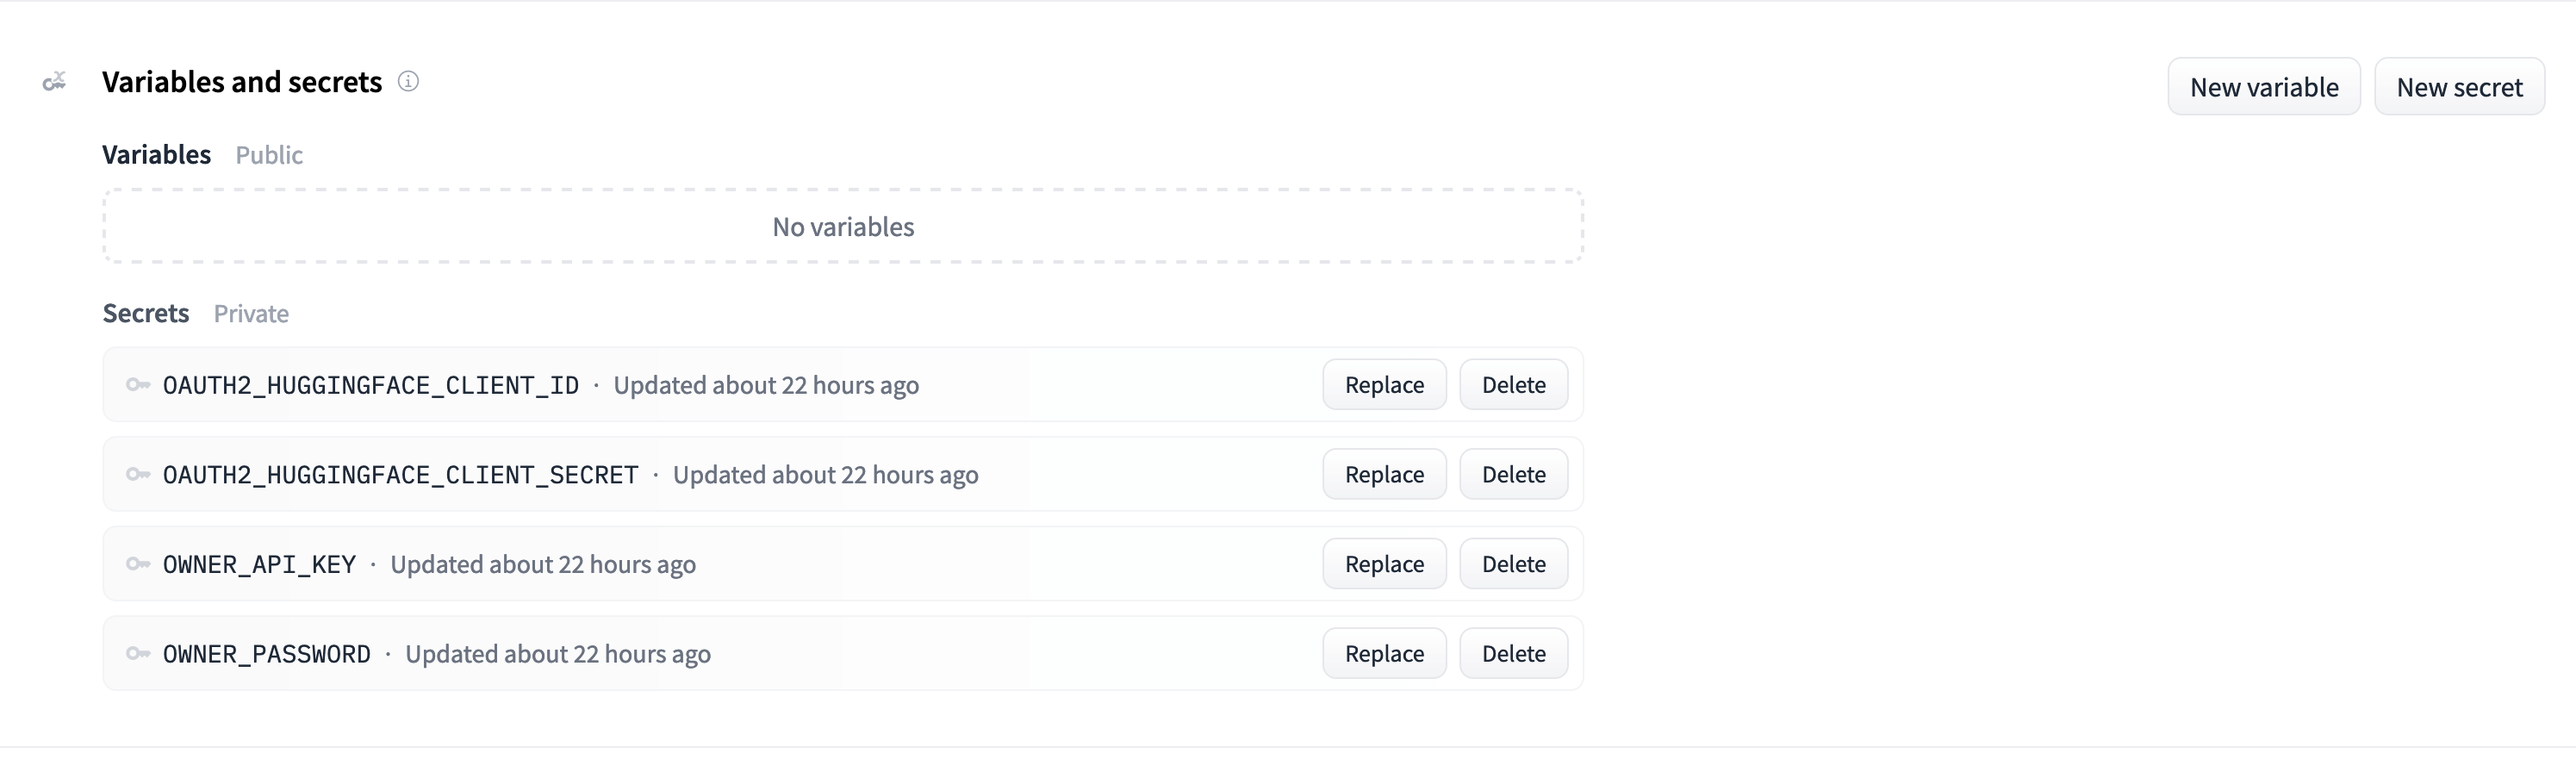 Variables and secrets
New variable New secret
Variables Public
No variables
Secrets Private
OAUTH2_HUGGINGFACE_CLIENT_ID · Updated about 22 hours ago Replace Delete
OAUTH2_HUGGINGFACE_CLIENT_SECRET · Updated about 22 hours ago Replace Delete
OWNER_API_KEY · Updated about 22 hours ago Replace Delete
OWNER_PASSWORD · Updated about 22 hours ago Replace Delete